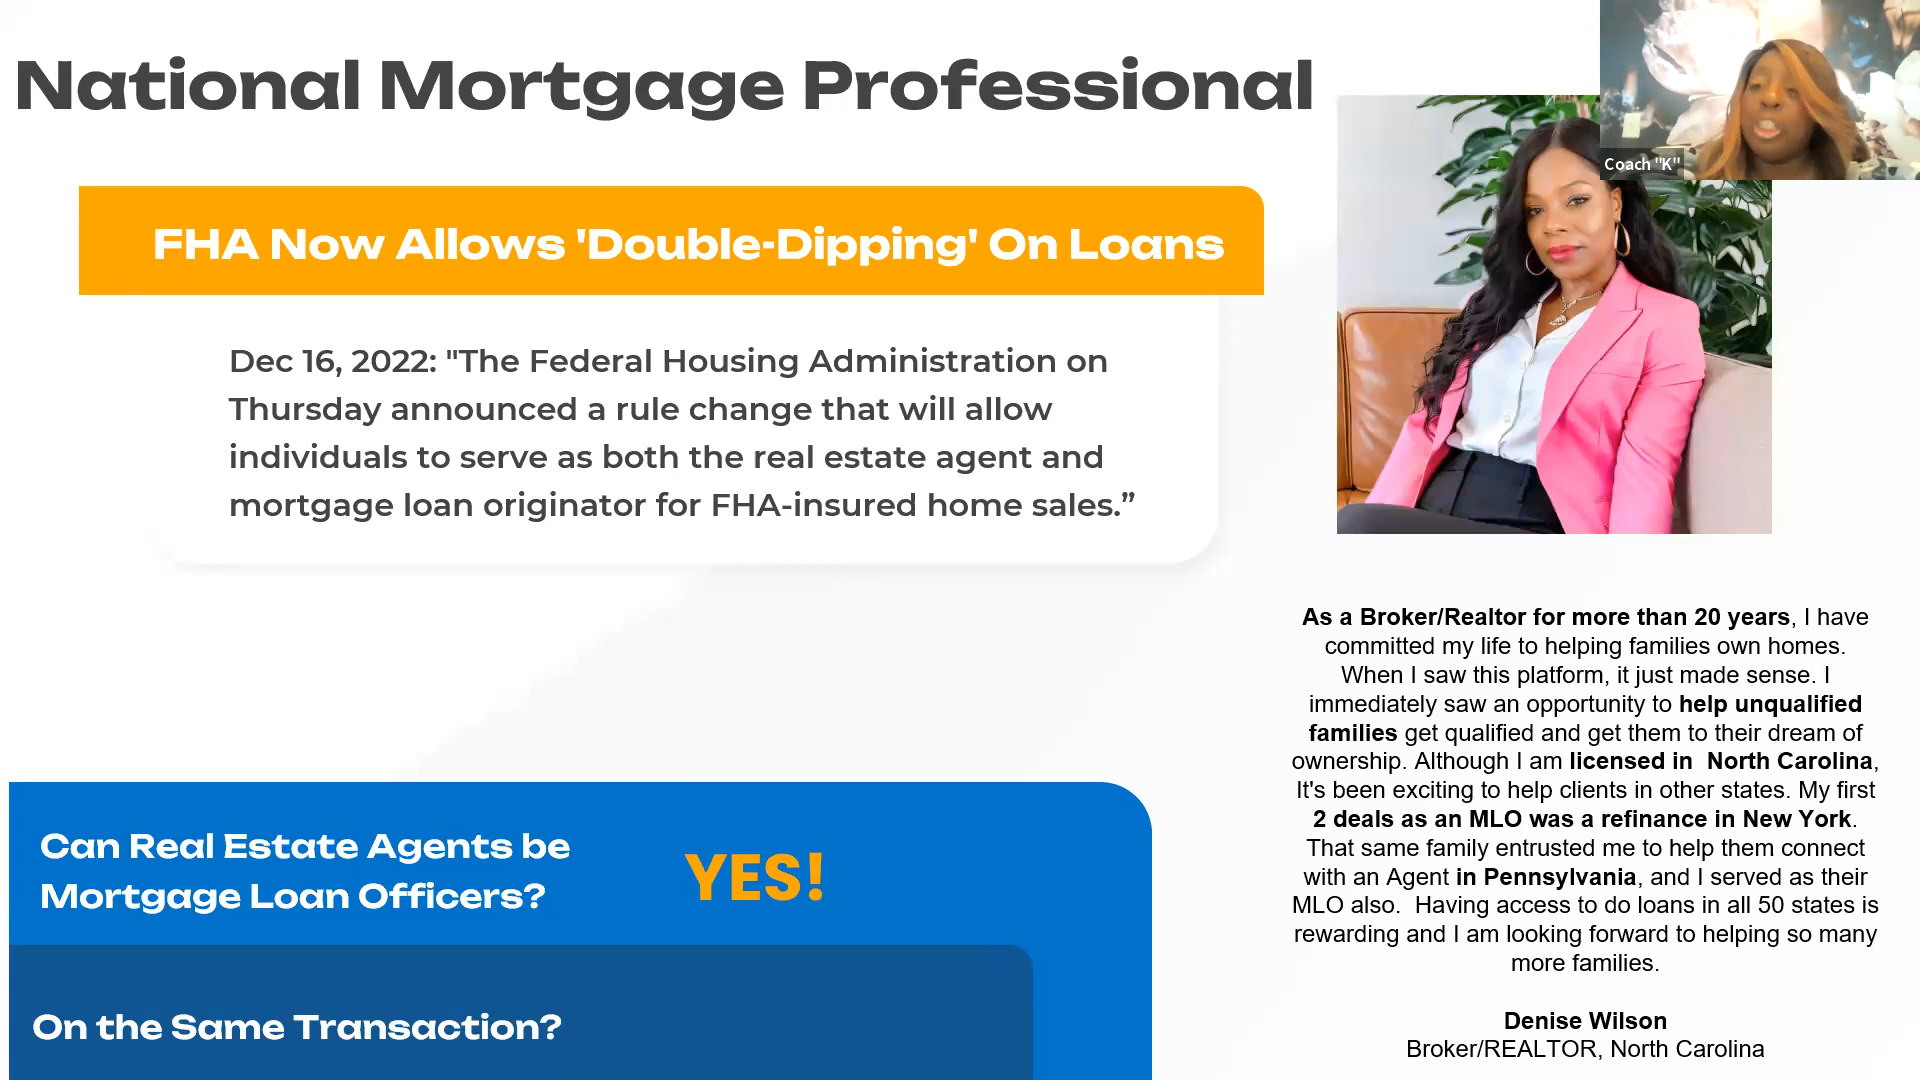 National Mortgage Professional
Coach "K"
FHA Now Allows 'Double-Dipping' On Loans
Dec 16, 2022: "The Federal Housing Administration on
Thursday announced a rule change that will allow
individuals to serve as both the real estate agent and
mortgage loan originator for FHA-insured home sales.”
Can Real Estate Agents be
Mortgage Loan Officers?
YES!
On the Same Transaction?
As a Broker/Realtor for more than 20 years, I have
committed my life to helping families own homes.
When I saw this platform, it just made sense. I
immediately saw an opportunity to help unqualified
families get qualified and get them to their dream of
ownership. Although I am licensed in  North Carolina,
It's been exciting to help clients in other states. My first
2 deals as an MLO was a refinance in New York.
That same family entrusted me to help them connect
with an Agent in Pennsylvania, and I served as their
MLO also.  Having access to do loans in all 50 states is
rewarding and I am looking forward to helping so many
more families.
Denise Wilson
Broker/REALTOR, North Carolina